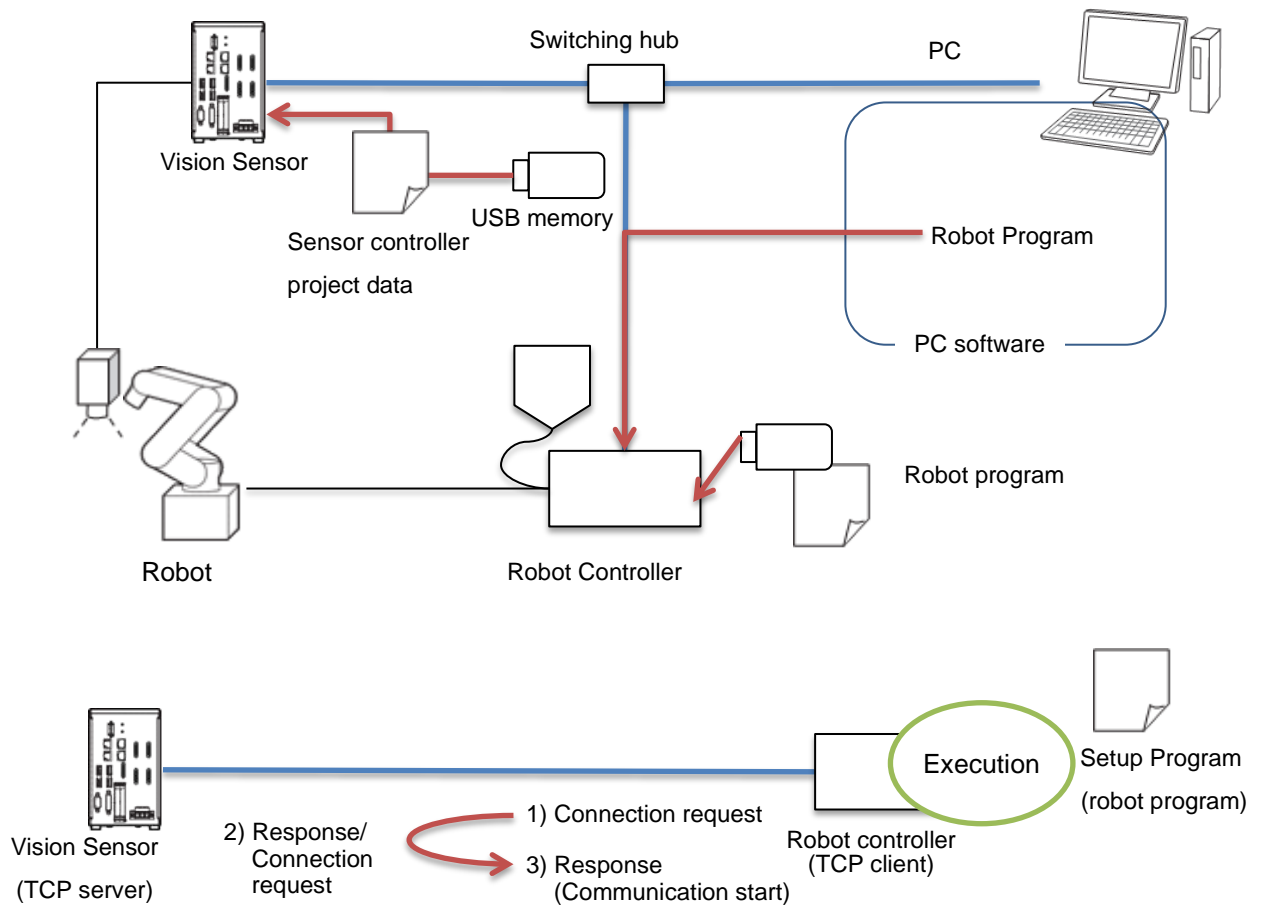 Switching hub
PC
Vision Sensor
USB memory
Sensor controller
project data
Robot Program
PC software
Robot program
Robot
Robot Controller
Execution
Setup Program
(robot program)
1) Connection request
2) Response/
Connection
request
3) Response
(Communication start)
Robot controller
(TCP client)
Vision Sensor
(TCP server)